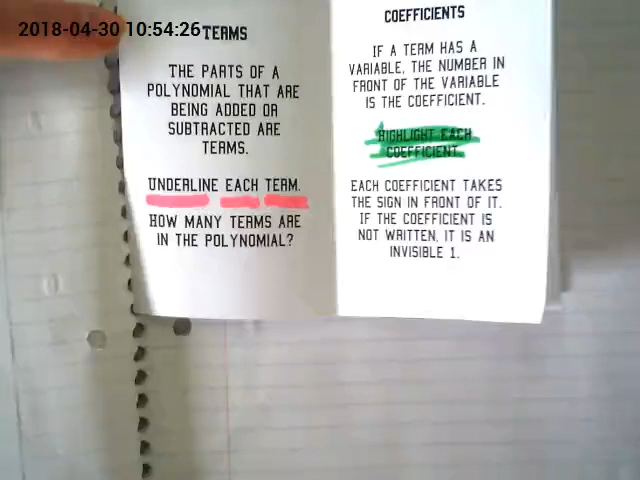 2018-04-30 10:54:26
TERMS
THE PARTS OF A
POLYNOMIAL THAT ARE
BEING ADDED OR
SUBTRACTED ARE
TERMS.
UNDERLINE EACH TERM.
HOW MANY TERMS ARE
IN THE POLYNOMIAL?
COEFFICIENTS
IF A TERM HAS A
VARIABLE, THE NUMBER IN
FRONT OF THE VARIABLE
IS THE COEFFICIENT.
HIGHLIGHT EACH
COEFFICIENT.
EACH COEFFICIENT TAKES
THE SIGN IN FRONT OF IT.
IF THE COEFFICIENT IS
NOT WRITTEN, IT IS AN
INVISIBLE 1.